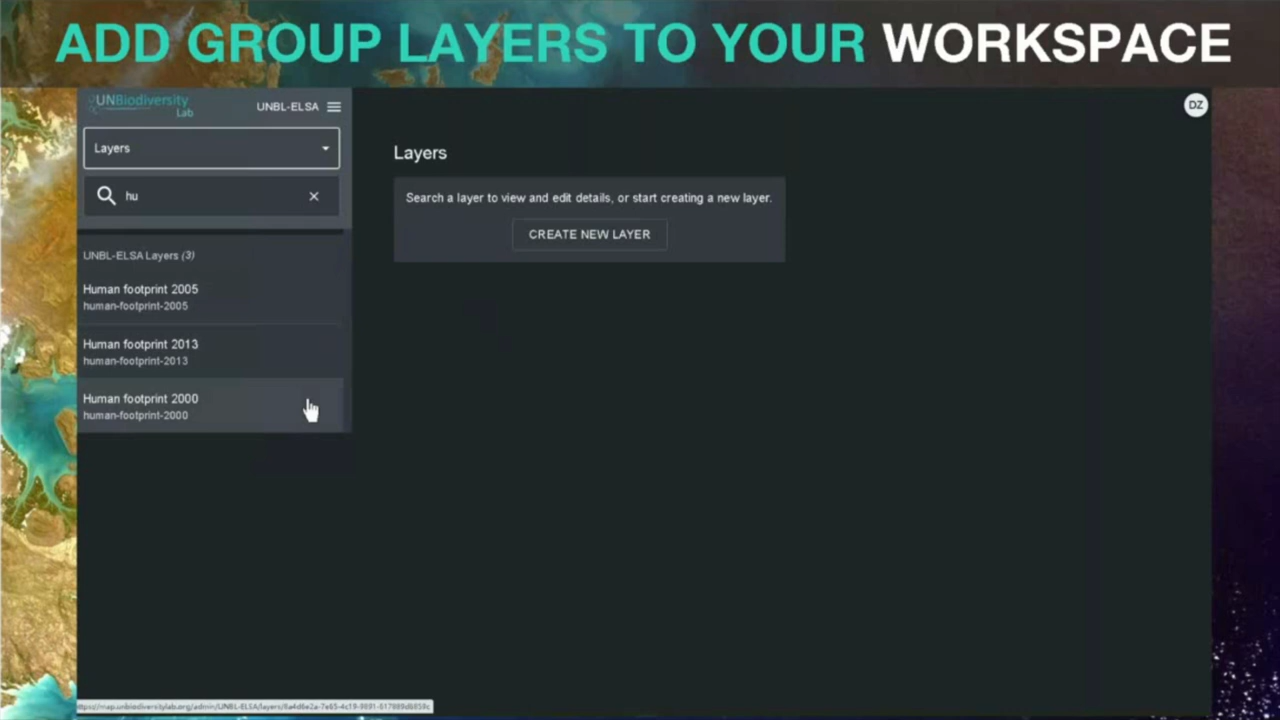 ADD GROUP LAYERS TO YOUR WORKSPACE
UNBiodiversity
Lab
UNBL-ELSA
DZ
Layers
hu
UNBL-ELSA Layers (3)
Human footprint 2005
human-footprint-2005
Human footprint 2013
human-footprint-2013
Human footprint 2000
human-footprint-2000
Layers
Search a layer to view and edit details, or start creating a new layer.
CREATE NEW LAYER